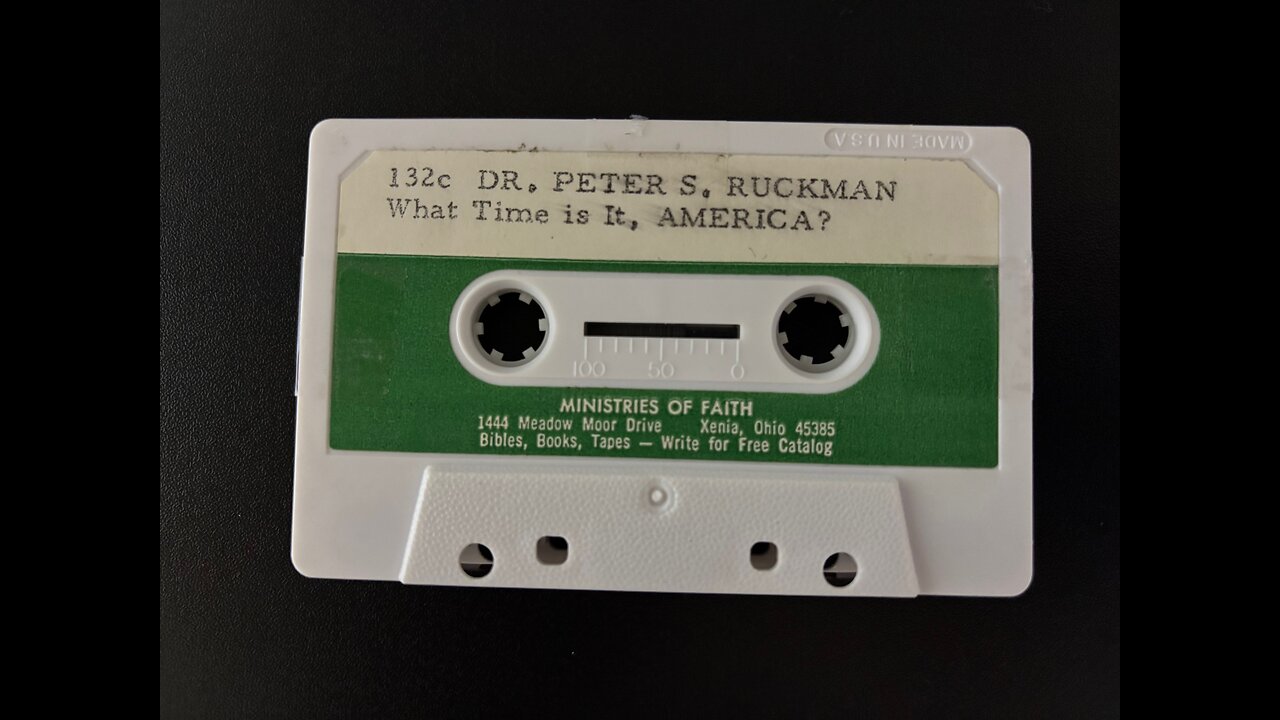 MADE IN U S A
132c DR. PETER S. RUCKMAN
What Time is It, AMERICA?
100 50 0
MINISTRIES OF FAITH
1444 Meadow Moor Drive Xenia, Ohio 45385
Bibles, Books, Tapes — Write for Free Catalog